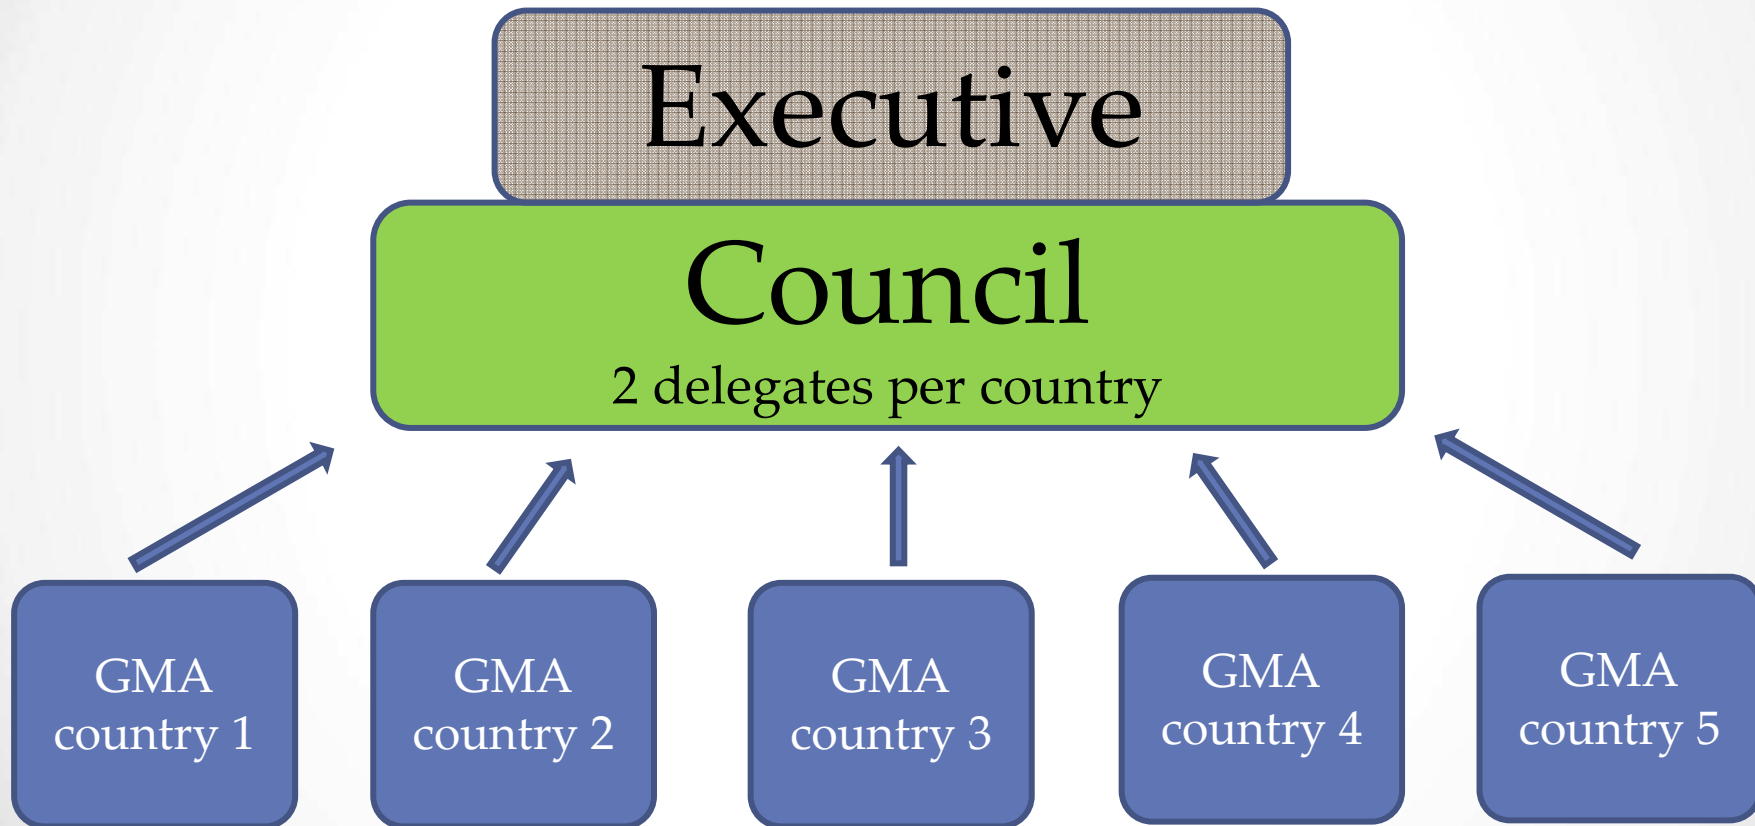 Executive
Council
2 delegates per country
GMA
country 1
GMA
country 2
GMA
country 3
GMA
country 4
GMA
country 5